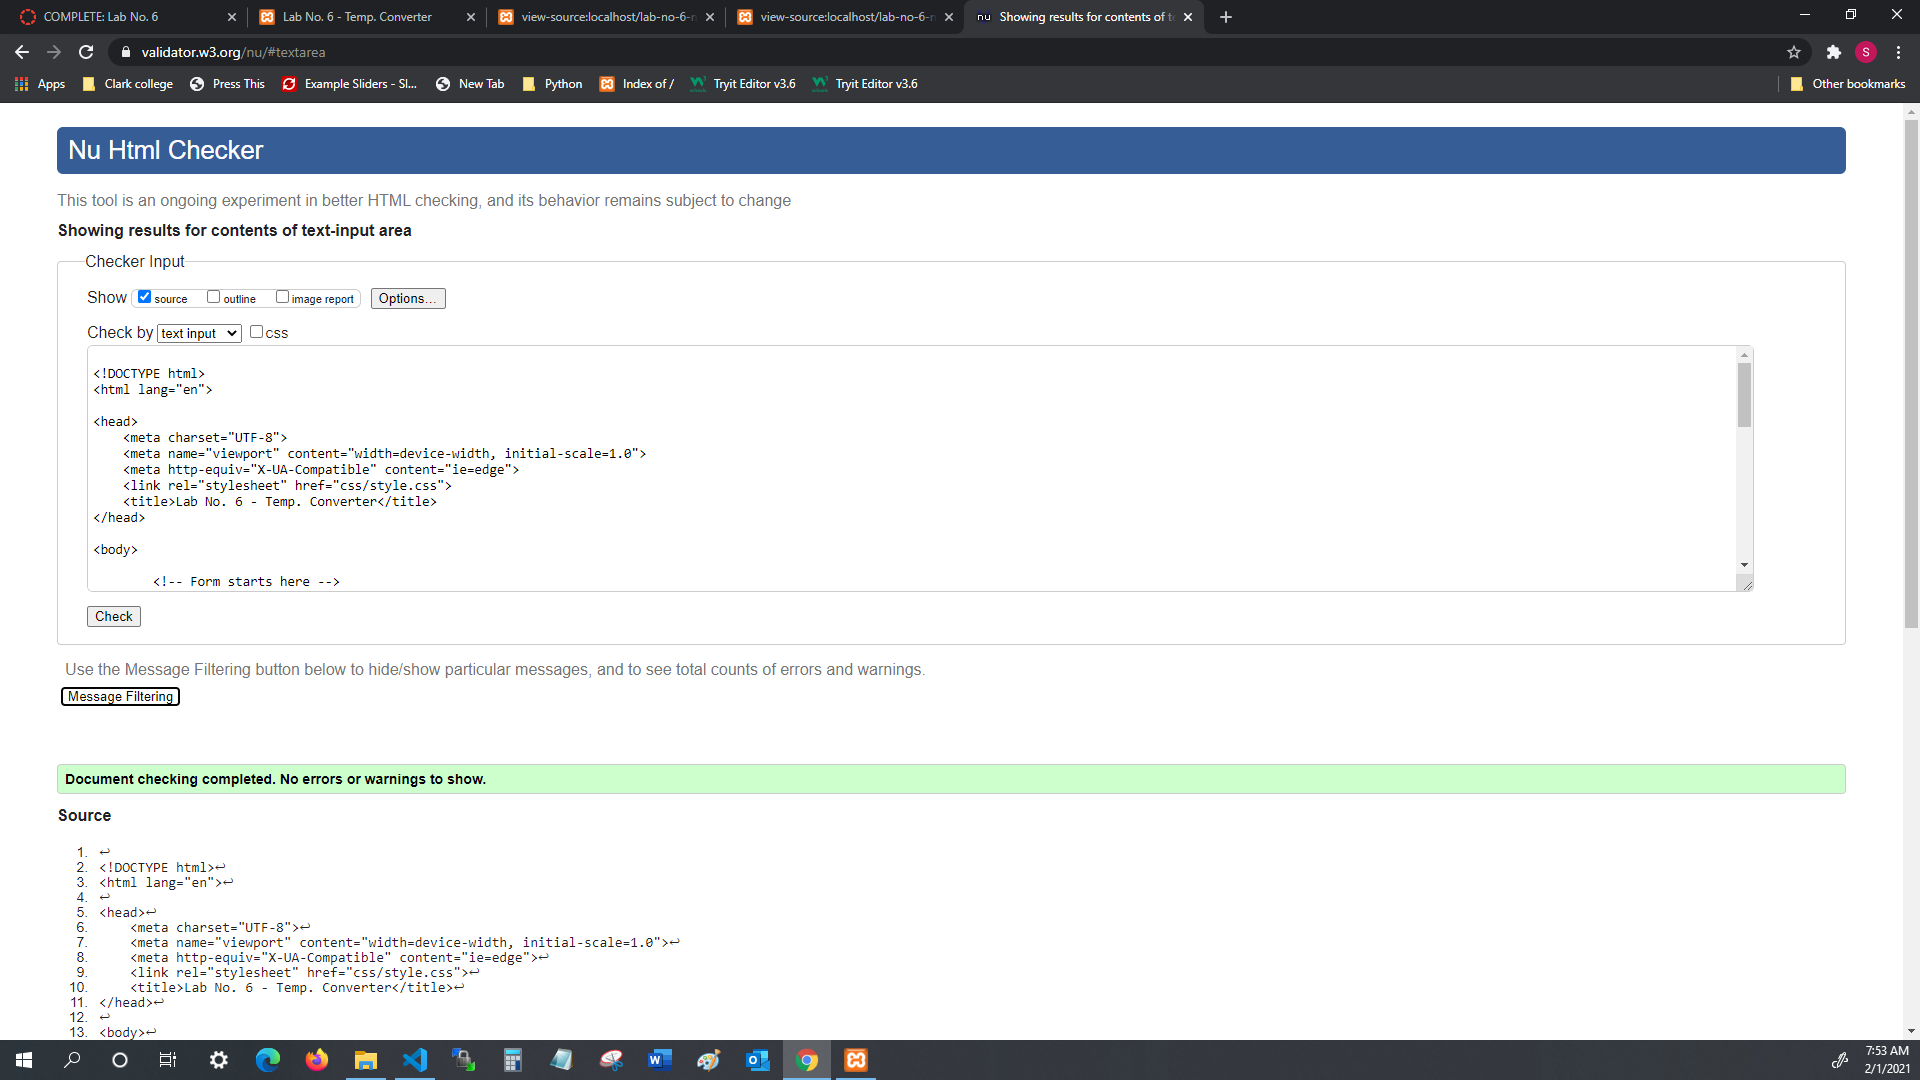 COMPLETE: Lab No. 6
Lab No. 6 - Temp. Converter
view-source:localhost/lab-no-6-
view-source:localhost/lab-no-6-
nu Showing results for contents of
validator.w3.org/nu/#textarea
S
Apps
Clark college
Press This
Example Sliders - Sl...
New Tab
Python
Index of /
Tryit Editor v3.6
Tryit Editor v3.6
Other bookmarks
Nu Html Checker
This tool is an ongoing experiment in better HTML checking, and its behavior remains subject to change
Showing results for contents of text-input area
Checker Input
Show source outline image report Options...
Check by text input css
<!DOCTYPE html>
<html lang="en">
<head>
<meta charset="UTF-8">
<meta name="viewport" content="width=device-width, initial-scale=1.0">
<meta http-equiv="X-UA-Compatible" content="ie=edge">
<link rel="stylesheet" href="css/style.css">
<title>Lab No. 6 - Temp. Converter</title>
</head>
<body>
<!-- Form starts here -->
Check
Use the Message Filtering button below to hide/show particular messages, and to see total counts of errors and warnings.
Message Filtering
Document checking completed. No errors or warnings to show.
Source
1. ↩
2. <!DOCTYPE html>↩
3. <html lang="en">↩
4. ↩
5. <head>↩
6. <meta charset="UTF-8">↩
7. <meta name="viewport" content="width=device-width, initial-scale=1.0">↩
8. <meta http-equiv="X-UA-Compatible" content="ie=edge">↩
9. <link rel="stylesheet" href="css/style.css">↩
10. <title>Lab No. 6 - Temp. Converter</title>↩
11. </head>↩
12. ↩
13. <body>↩
7:53 AM
2/1/2021